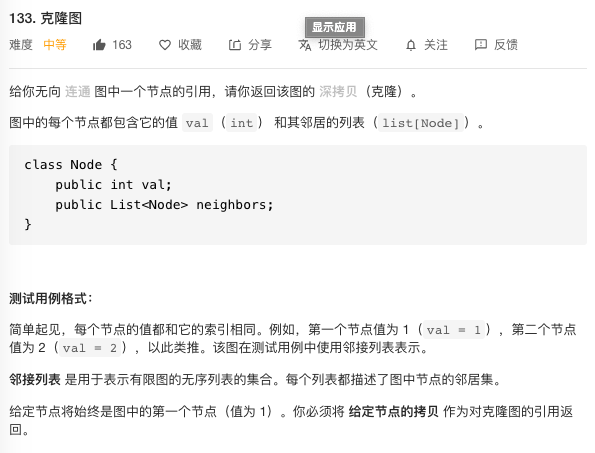 133. 克隆图
显示应用
难度 中等 163 收藏 分享 切换为英文 关注 反馈
给你无向 连通 图中一个节点的引用，请你返回该图的 深拷贝（克隆）。
图中的每个节点都包含它的值 val（int） 和其邻居的列表（list[Node]）。
class Node {
    public int val;
    public List<Node> neighbors;
}
测试用例格式：
简单起见，每个节点的值都和它的索引相同。例如，第一个节点值为 1（val = 1），第二个节点
值为 2（val = 2），以此类推。该图在测试用例中使用邻接列表表示。
邻接列表 是用于表示有限图的无序列表的集合。每个列表都描述了图中节点的邻居集。
给定节点将始终是图中的第一个节点（值为 1）。你必须将 给定节点的拷贝 作为对克隆图的引用返
回。